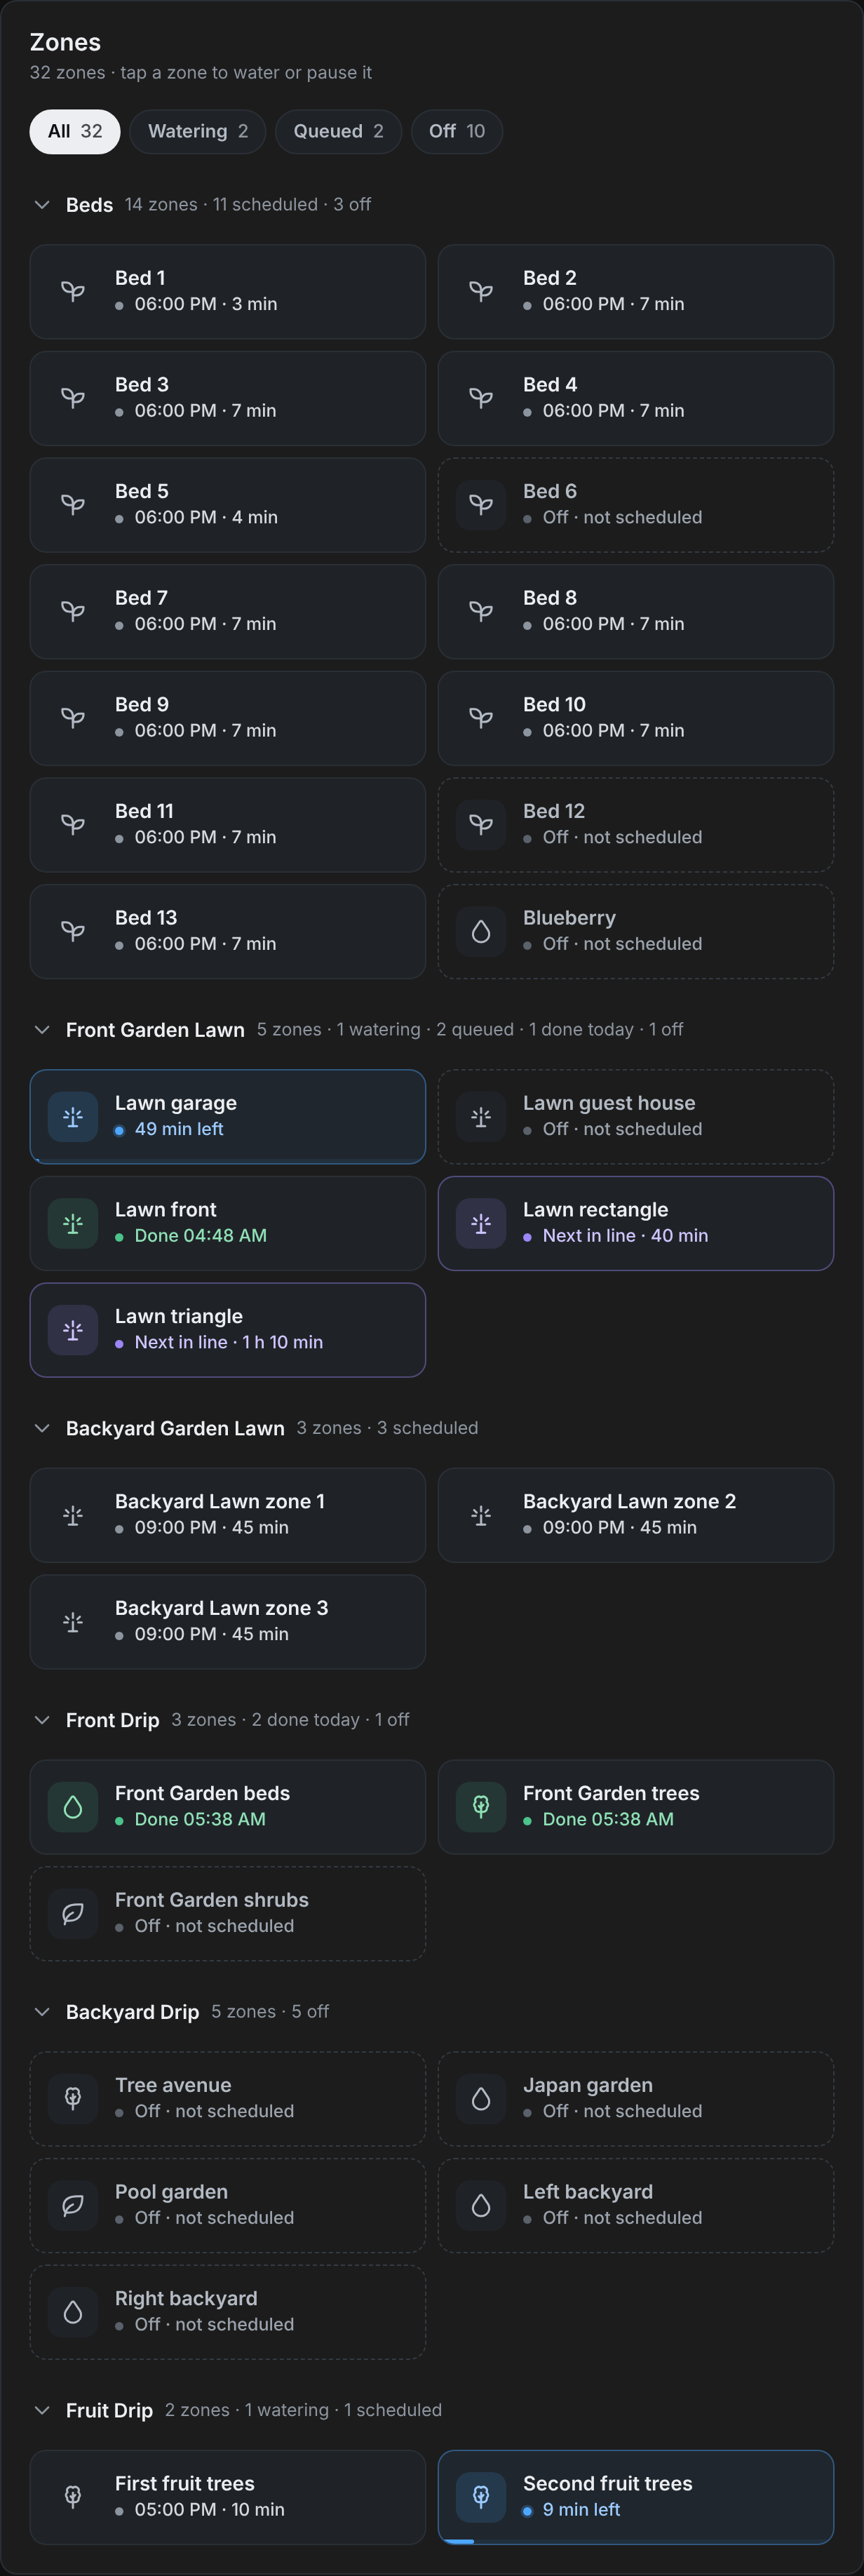 Zones
32 zones · tap a zone to water or pause it
All 32
Watering 2
Queued 2
Off 10
Beds 14 zones · 11 scheduled · 3 off
Bed 1
06:00 PM · 3 min
Bed 2
06:00 PM · 7 min
Bed 3
06:00 PM · 7 min
Bed 4
06:00 PM · 7 min
Bed 5
06:00 PM · 4 min
Bed 6
Off · not scheduled
Bed 7
06:00 PM · 7 min
Bed 8
06:00 PM · 7 min
Bed 9
06:00 PM · 7 min
Bed 10
06:00 PM · 7 min
Bed 11
06:00 PM · 7 min
Bed 12
Off · not scheduled
Bed 13
06:00 PM · 7 min
Blueberry
Off · not scheduled
Front Garden Lawn 5 zones · 1 watering · 2 queued · 1 done today · 1 off
Lawn garage
49 min left
Lawn guest house
Off · not scheduled
Lawn front
Done 04:48 AM
Lawn rectangle
Next in line · 40 min
Lawn triangle
Next in line · 1 h 10 min
Backyard Garden Lawn 3 zones · 3 scheduled
Backyard Lawn zone 1
09:00 PM · 45 min
Backyard Lawn zone 2
09:00 PM · 45 min
Backyard Lawn zone 3
09:00 PM · 45 min
Front Drip 3 zones · 2 done today · 1 off
Front Garden beds
Done 05:38 AM
Front Garden trees
Done 05:38 AM
Front Garden shrubs
Off · not scheduled
Backyard Drip 5 zones · 5 off
Tree avenue
Off · not scheduled
Japan garden
Off · not scheduled
Pool garden
Off · not scheduled
Left backyard
Off · not scheduled
Right backyard
Off · not scheduled
Fruit Drip 2 zones · 1 watering · 1 scheduled
First fruit trees
05:00 PM · 10 min
Second fruit trees
9 min left